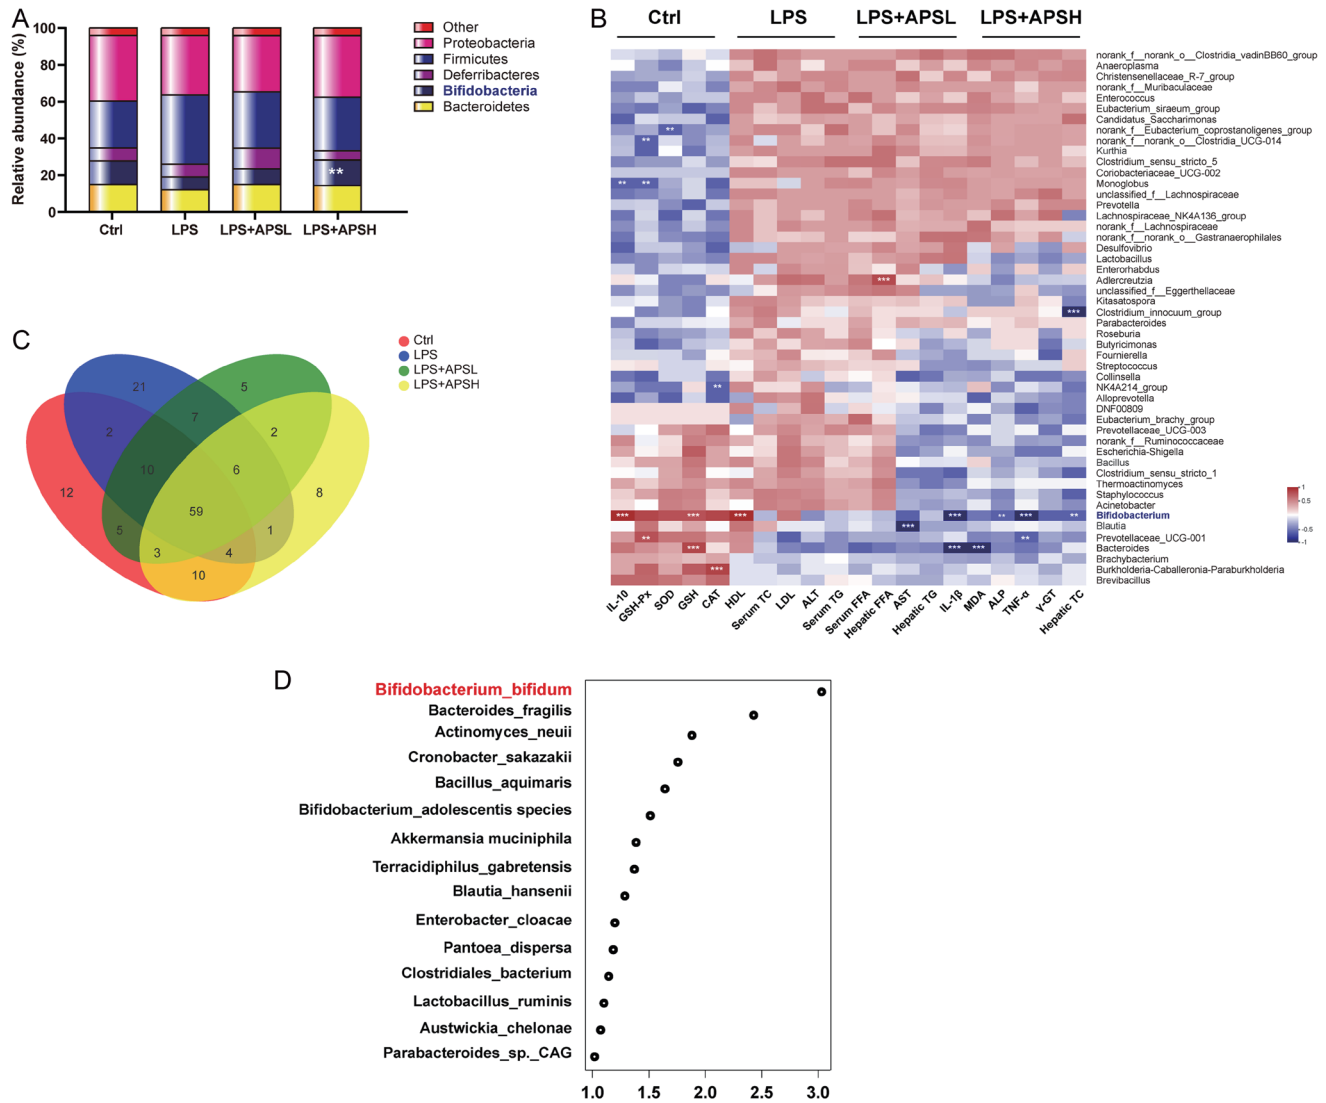 A
Relative abundance (%)
100
80
60
40
20
0
**
Ctrl
LPS
LPS+APSL
LPS+APSH
Other
Proteobacteria
Firmicutes
Deferribacteres
Bifidobacteria
Bacteroidetes
B
Ctrl
LPS
LPS+APSL
LPS+APSH
norank_f__norank_o__Clostridia_vadinBB60_group
Anaeroplasma
Christensenellaceae_R-7_group
norank_f__Muribaculaceae
Enterococcus
Eubacterium_siraeum_group
Candidatus_Saccharimonas
norank_f__Eubacterium_coprostanoligenes_group
**
norank_f__norank_o__Clostridia_UCG-014
**
Kurthia
Clostridium_sensu_stricto_5
Coriobacteriaceae_UCG-002
Monoglobus
** **
unclassified_f__Lachnospiraceae
Prevotella
Lachnospiraceae_NK4A136_group
norank_f__Lachnospiraceae
norank_f__norank_o__Gastranaerophilales
Desulfovibrio
Lactobacillus
Enterorhabdus
Adlercreutzia
***
unclassified_f__Eggerthellaceae
Kitasatospora
Clostridium_innocuum_group
***
Parabacteroides
Roseburia
Butyricimonas
Fournierella
Streptococcus
Collinsella
NK4A214_group
**
Alloprevotella
DNF00809
Eubacterium_brachy_group
Prevotellaceae_UCG-003
norank_f__Ruminococcaceae
Escherichia-Shigella
Bacillus
Clostridium_sensu_stricto_1
Thermoactinomyces
Staphylococcus
Acinetobacter
Bifidobacterium
*** *** *** *** ** *** **
Blautia
***
Prevotellaceae_UCG-001
** **
Bacteroides
*** *** ***
Brachybacterium
Burkholderia-Caballeronia-Paraburkholderia
***
Brevibacillus
IL-10
GSH-Px
SOD
GSH
CAT
HDL
Serum TC
LDL
ALT
Serum TG
Serum FFA
Hepatic FFA
AST
Hepatic TG
IL-1β
MDA
ALP
TNF-α
γ-GT
Hepatic TC
1
0.5
0
-0.5
-1
C
Ctrl
LPS
LPS+APSL
LPS+APSH
21
5
7
2
2
12
10
6
8
59
5
3
4
1
10
D
Bifidobacterium_bifidum
Bacteroides_fragilis
Actinomyces_neuii
Cronobacter_sakazakii
Bacillus_aquimaris
Bifidobacterium_adolescentis species
Akkermansia muciniphila
Terracidiphilus_gabretensis
Blautia_hansenii
Enterobacter_cloacae
Pantoea_dispersa
Clostridiales_bacterium
Lactobacillus_ruminis
Austwickia_chelonae
Parabacteroides_sp._CAG
1.0
1.5
2.0
2.5
3.0